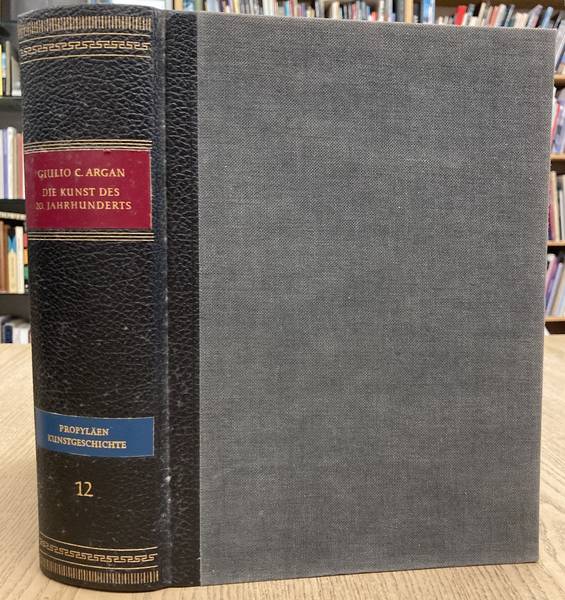 GIULIO C. ARGAN
DIE KUNST DES
20. JAHRHUNDERTS
PROPYLÄEN
KUNSTGESCHICHTE
12